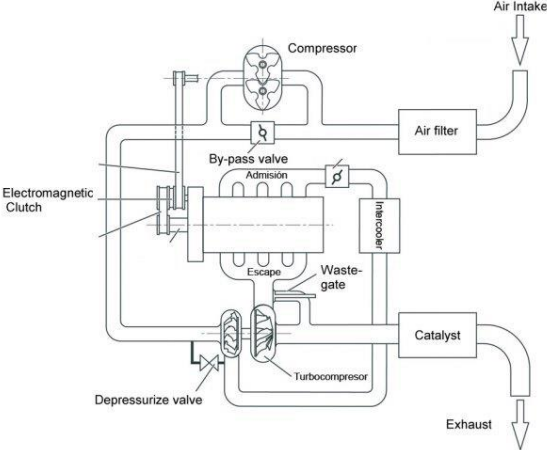 Air Intake
Compressor
Air filter
By-pass valve
Admisión
Electromagnetic
Clutch
Intercooler
Escape
Waste-
gate
Catalyst
Turbocompresor
Depressurize valve
Exhaust